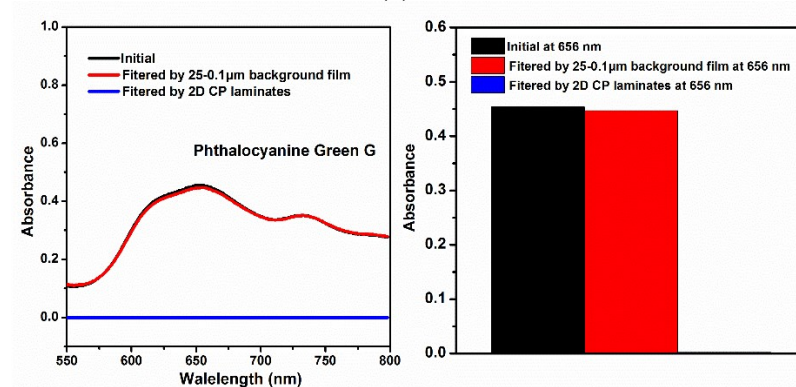 Initial
Fitered by 25-0.1μm background film
Fitered by 2D CP laminates
Phthalocyanine Green G
Absorbance
1.0
0.8
0.6
0.4
0.2
0.0
550
600
650
700
750
800
Walelength (nm)
Initial at 656 nm
Fitered by 25-0.1μm background film at 656 nm
Fitered by 2D CP laminates at 656 nm
Absorbance
0.6
0.5
0.4
0.3
0.2
0.1
0.0